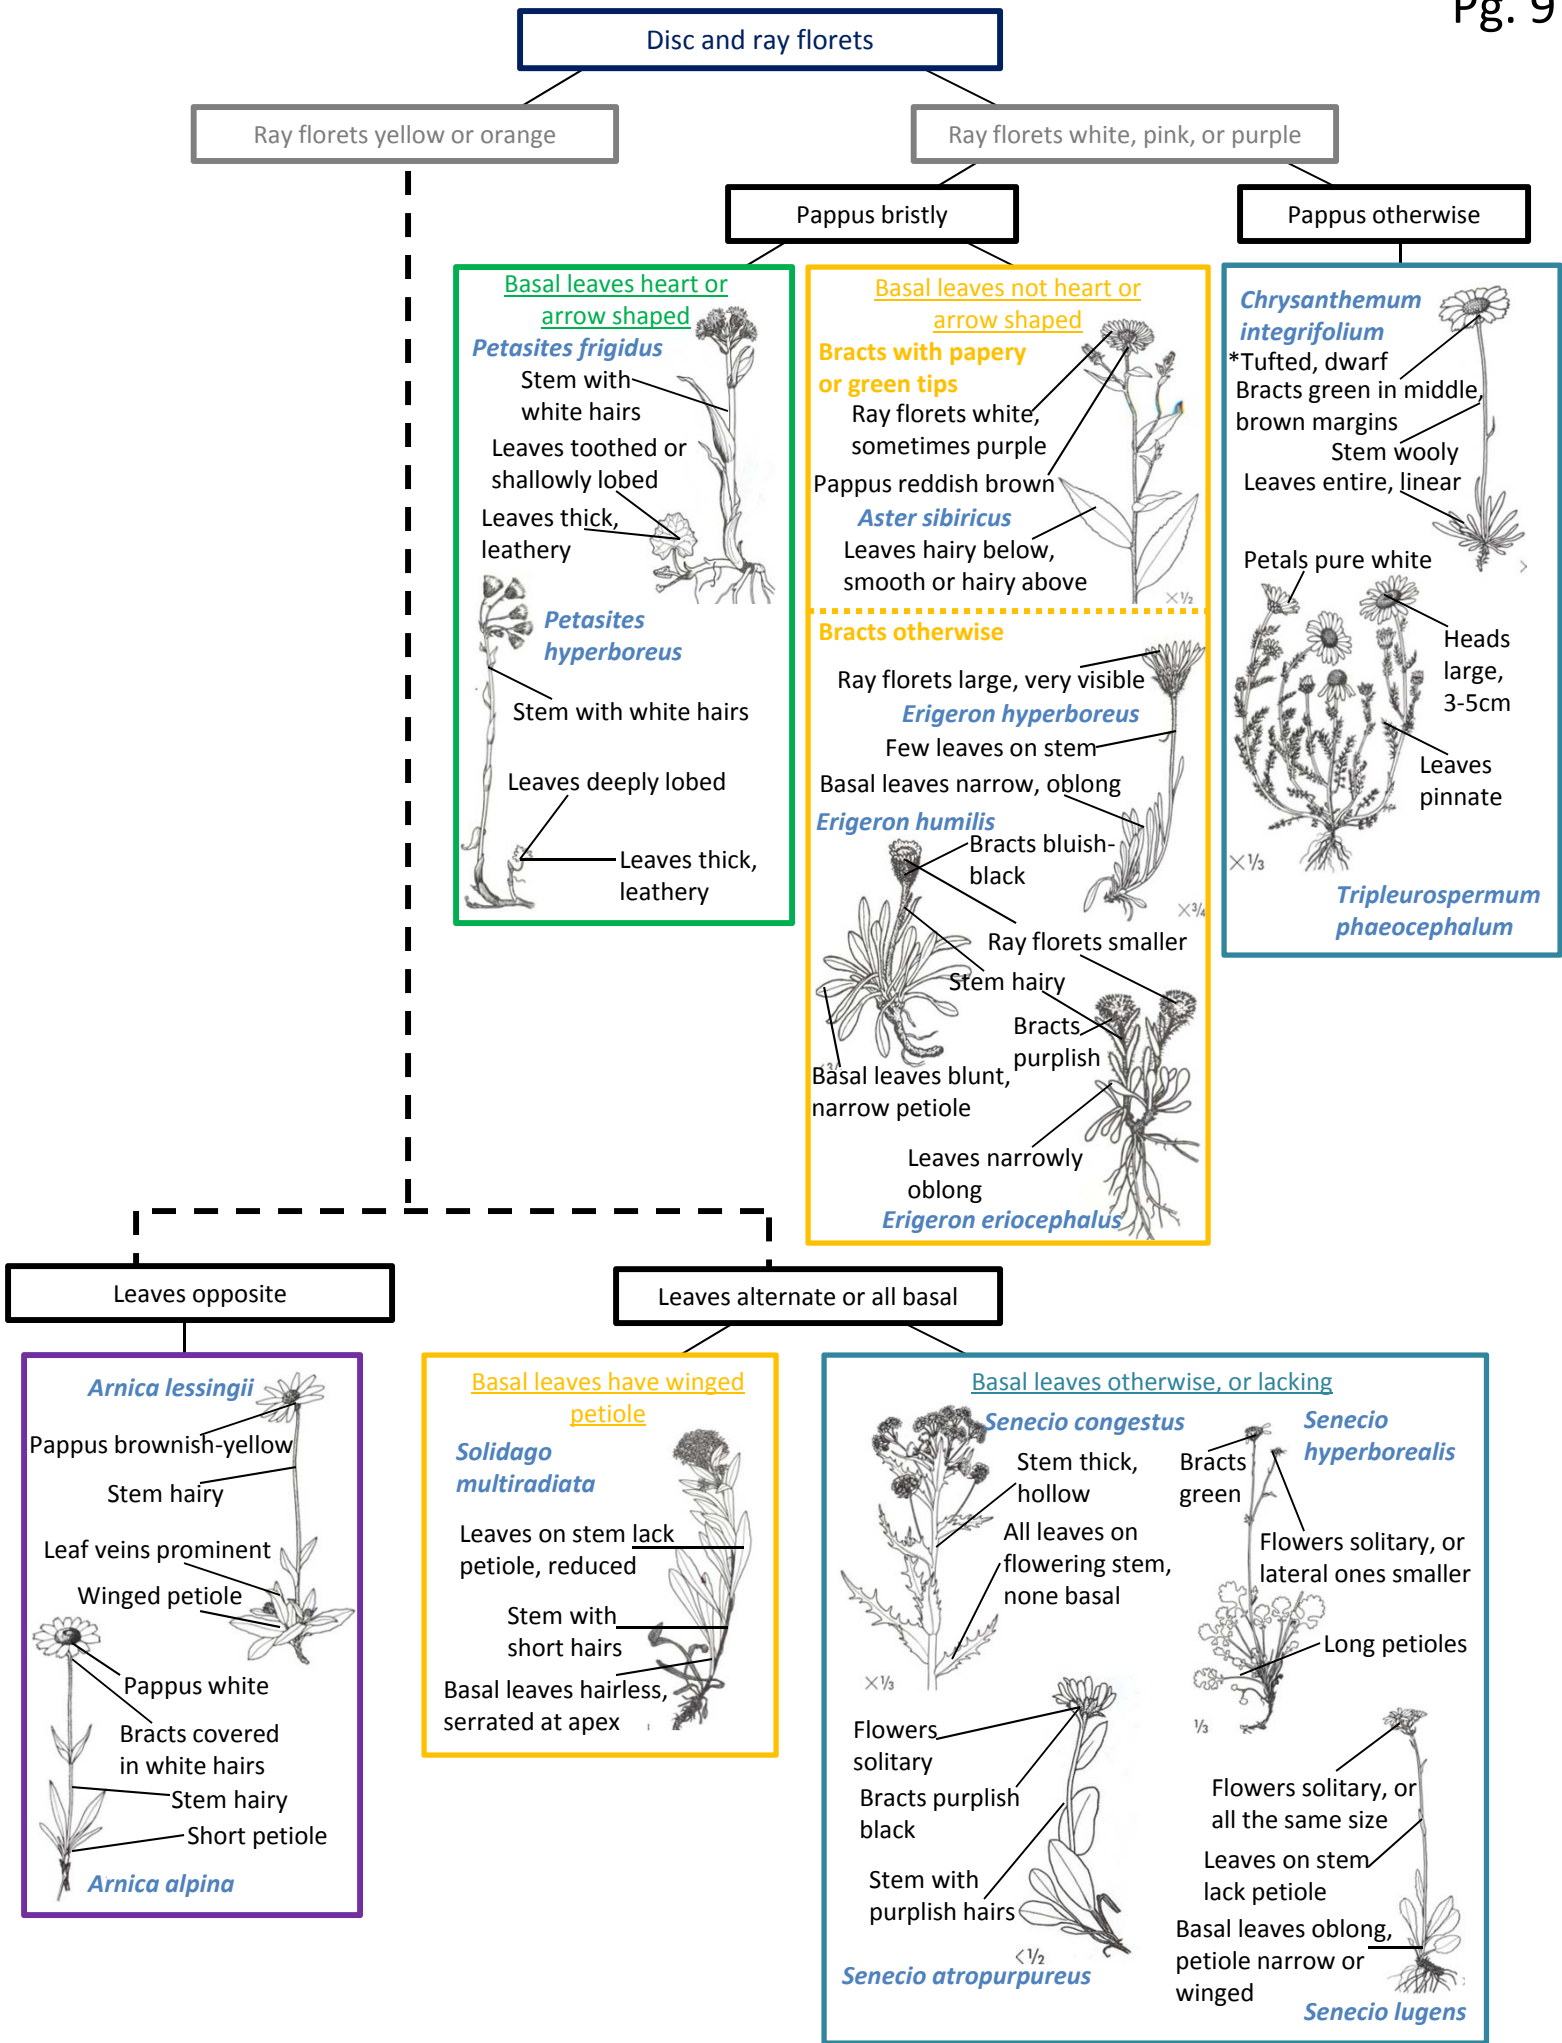 Pg. 9
Disc and ray florets
Ray florets yellow or orange
Ray florets white, pink, or purple
Pappus bristly
Pappus otherwise
Basal leaves heart or
arrow shaped
Petasites frigidus
Stem with
white hairs
Leaves toothed or
shallowly lobed
Leaves thick,
leathery
Petasites
hyperboreus
Stem with white hairs
Leaves deeply lobed
Leaves thick,
leathery
Basal leaves not heart or
arrow shaped
Bracts with papery
or green tips
Ray florets white,
sometimes purple
Pappus reddish brown
Aster sibiricus
Leaves hairy below,
smooth or hairy above
×½
Bracts otherwise
Ray florets large, very visible
Erigeron hyperboreus
Few leaves on stem
Basal leaves narrow, oblong
Erigeron humilis
Bracts bluish-
black
×¾
Ray florets smaller
Stem hairy
Bracts
purplish
Basal leaves blunt,
narrow petiole
Leaves narrowly
oblong
Erigeron eriocephalus
Chrysanthemum
integrifolium
*Tufted, dwarf
Bracts green in middle,
brown margins
Stem wooly
Leaves entire, linear
Petals pure white
Heads
large,
3-5cm
Leaves
pinnate
×⅓
Tripleurospermum
phaeocephalum
Leaves opposite
Leaves alternate or all basal
Arnica lessingii
Pappus brownish-yellow
Stem hairy
Leaf veins prominent
Winged petiole
Pappus white
Bracts covered
in white hairs
Stem hairy
Short petiole
Arnica alpina
Basal leaves have winged
petiole
Solidago
multiradiata
Leaves on stem lack
petiole, reduced
Stem with
short hairs
Basal leaves hairless,
serrated at apex
Basal leaves otherwise, or lacking
Senecio congestus
Stem thick,
hollow
All leaves on
flowering stem,
none basal
×⅓
Senecio
hyperborealis
Bracts
green
Flowers solitary, or
lateral ones smaller
Long petioles
⅓
Flowers
solitary
Bracts purplish
black
Stem with
purplish hairs
<½
Senecio atropurpureus
Flowers solitary, or
all the same size
Leaves on stem
lack petiole
Basal leaves oblong,
petiole narrow or
winged
Senecio lugens